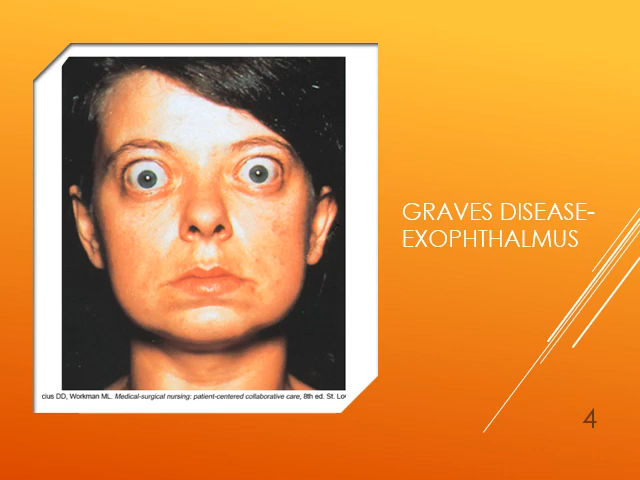 GRAVES DISEASE-
EXOPHTHALMUS
cius DD, Workman ML. Medical-surgical nursing: patient-centered collaborative care, 8th ed. St. Lo
4